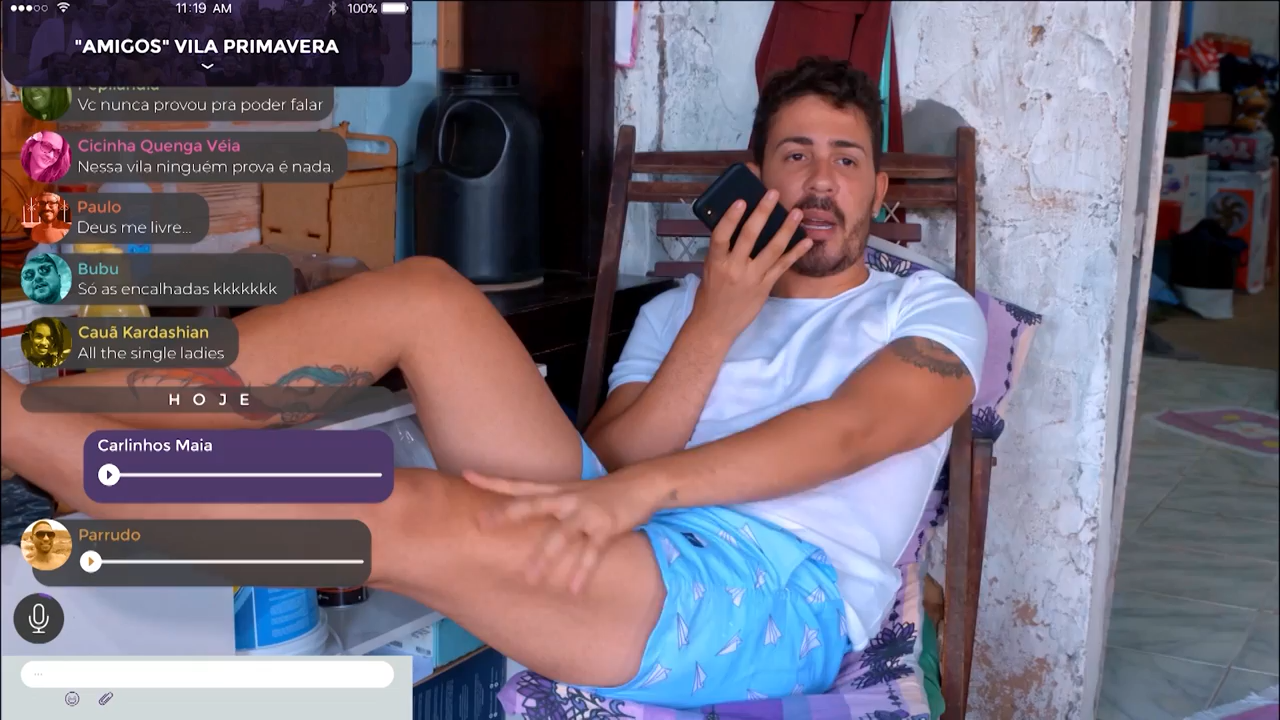 11:19 AM
100%
"AMIGOS" VILA PRIMAVERA
Pepilândia
Vc nunca provou pra poder falar
Cicinha Quenga Véia
Nessa vila ninguém prova é nada.
Paulo
Deus me livre...
Bubu
Só as encalhadas kkkkkkk
Cauã Kardashian
All the single ladies
HOJE
Carlinhos Maia
Parrudo
...